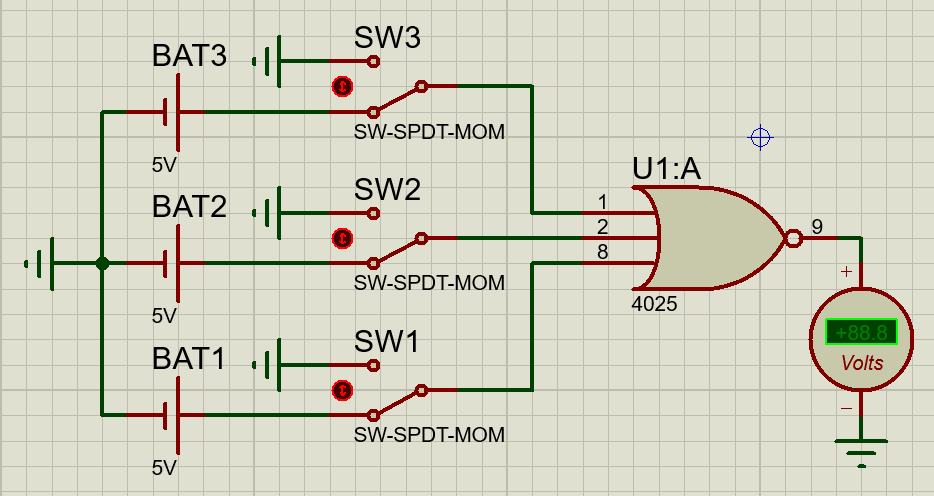 SW3
BAT3
SW-SPDT-MOM
5V
U1:A
SW2
BAT2
1
2
9
8
SW-SPDT-MOM
+
4025
5V
+88.8
SW1
BAT1
Volts
−
SW-SPDT-MOM
5V